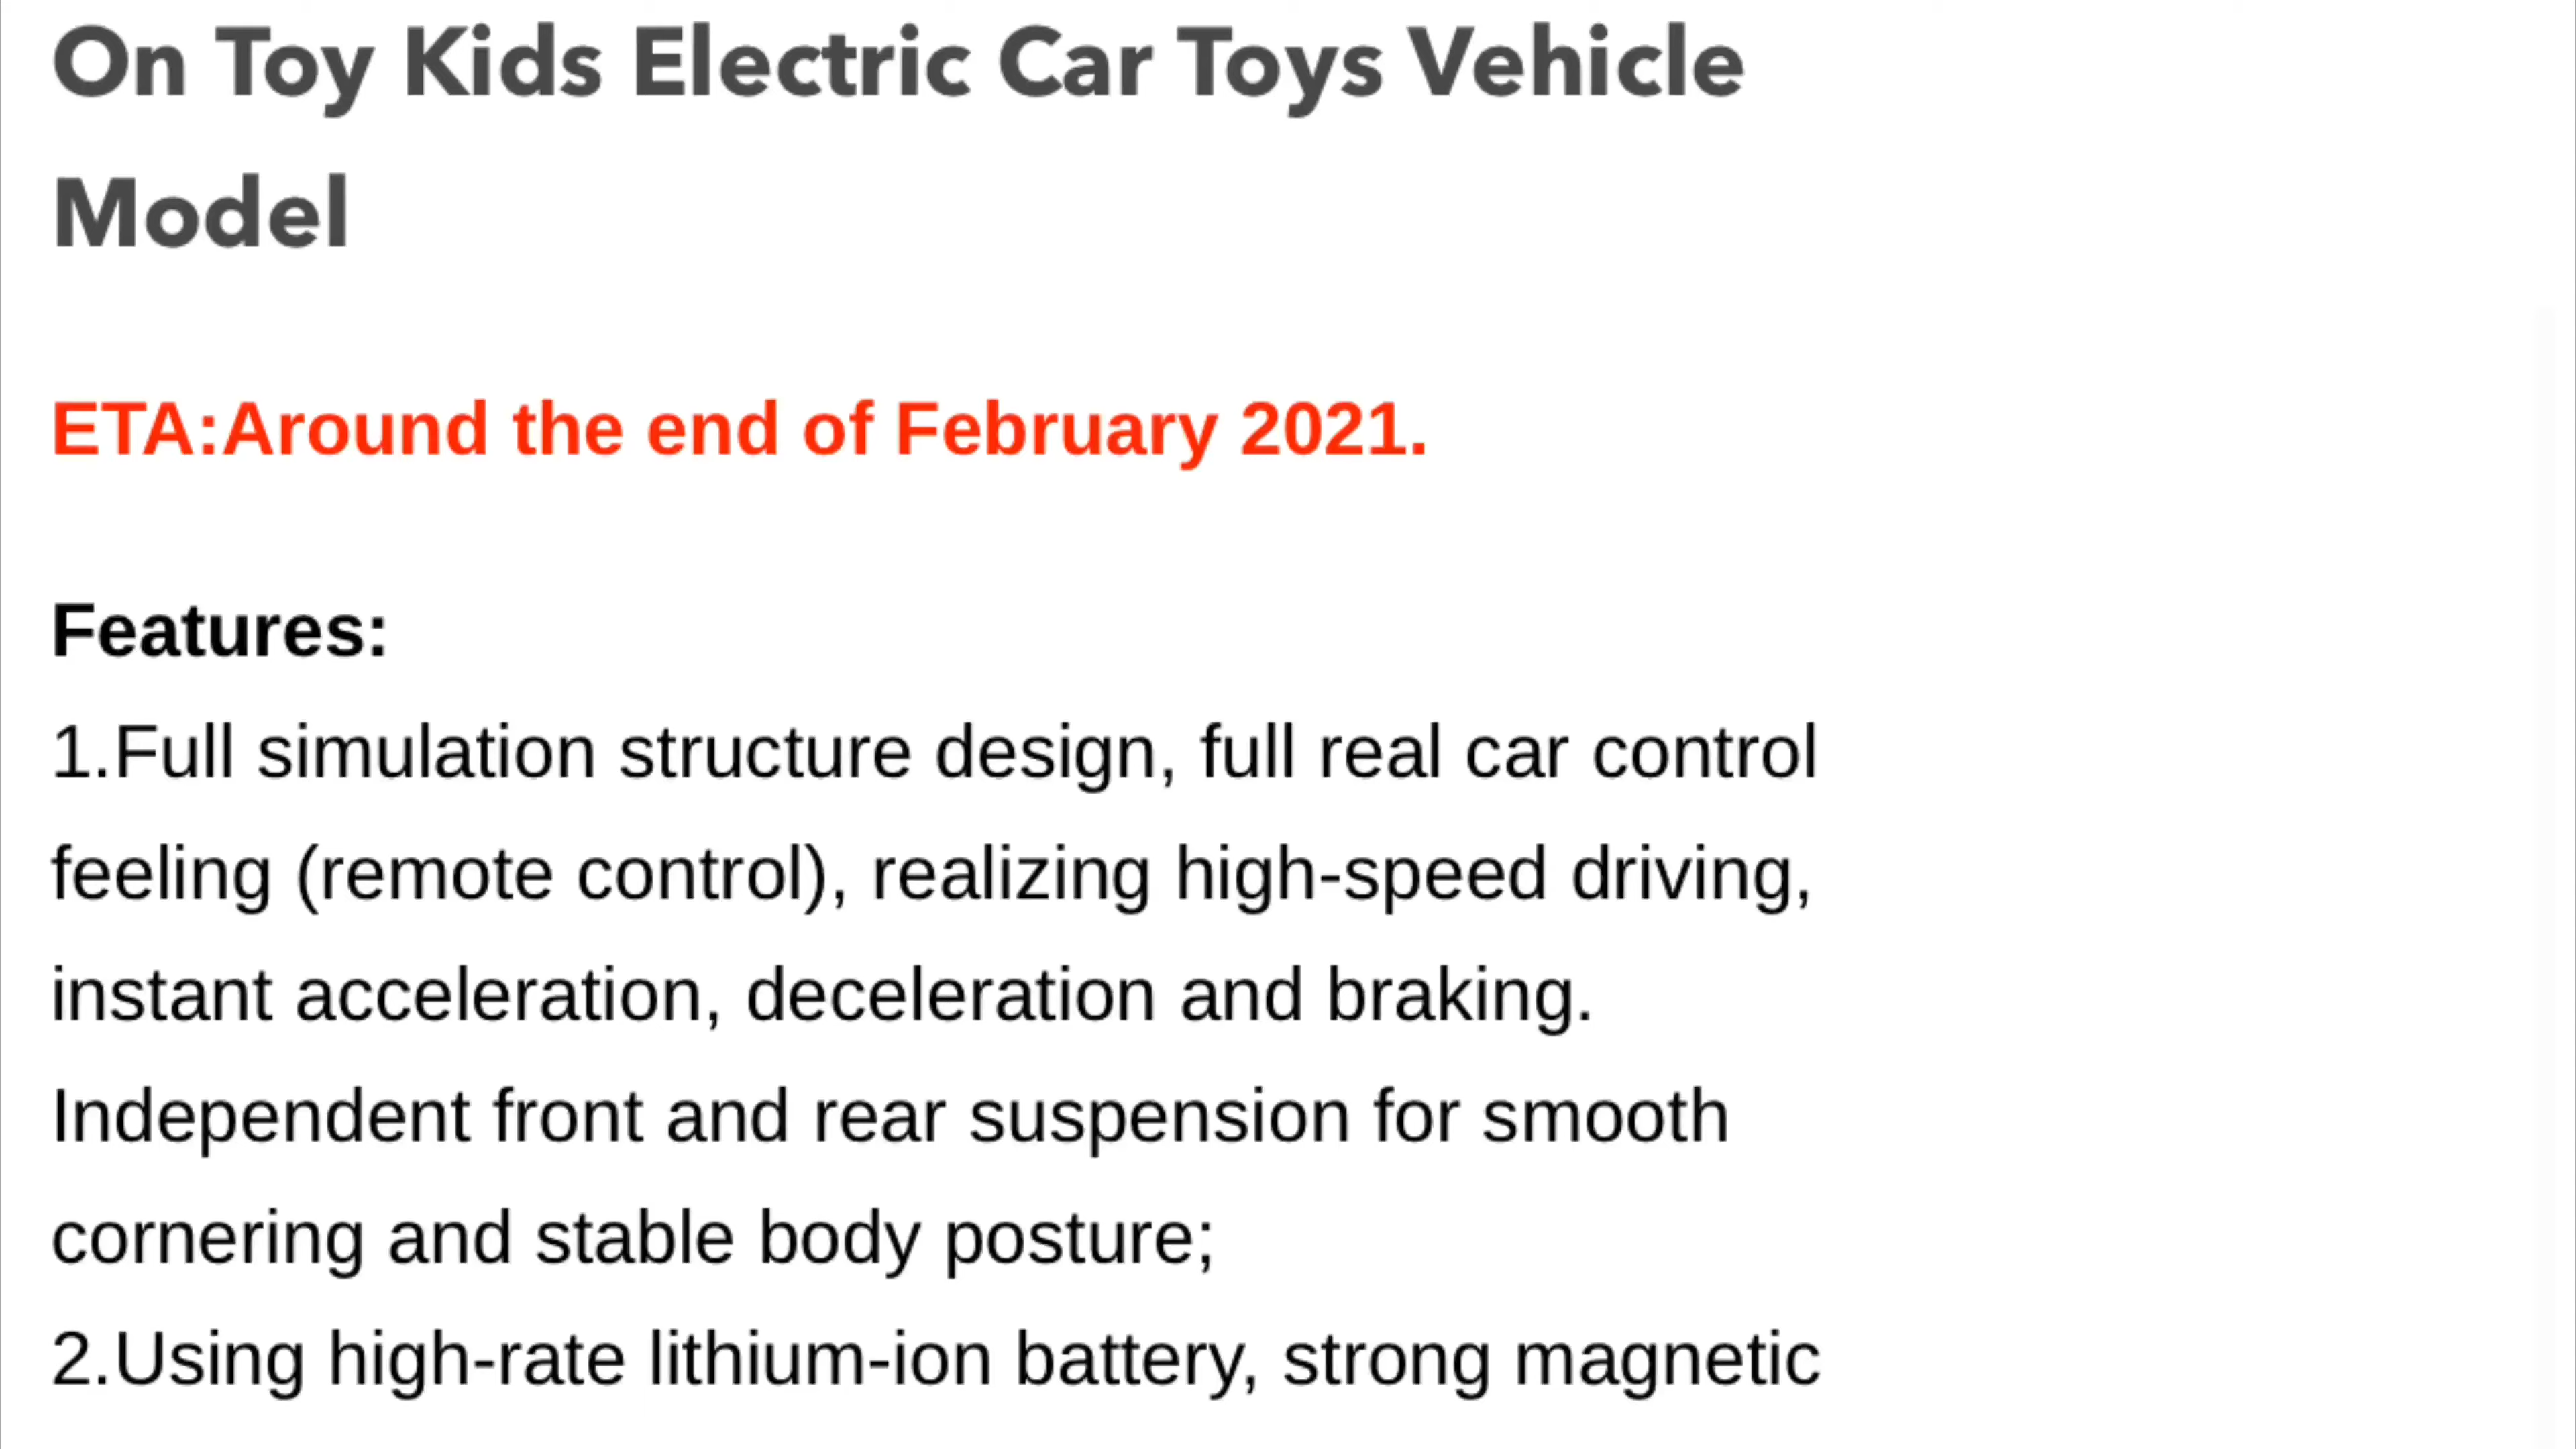 On Toy Kids Electric Car Toys Vehicle
Model
ETA:Around the end of February 2021.
Features:
1.Full simulation structure design, full real car control
feeling (remote control), realizing high-speed driving,
instant acceleration, deceleration and braking.
Independent front and rear suspension for smooth
cornering and stable body posture;
2.Using high-rate lithium-ion battery, strong magnetic